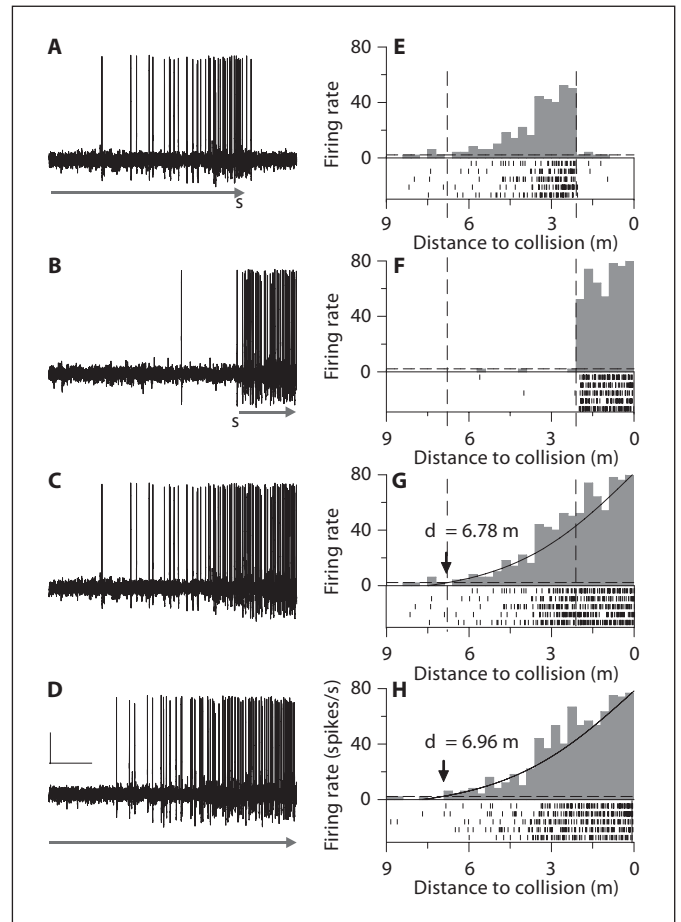 A
s
E
80
40
0
Firing rate
9 6 3 0
Distance to collision (m)
B
s
F
80
40
0
Firing rate
9 6 3 0
Distance to collision (m)
C
G
80
40
0
Firing rate
d = 6.78 m
9 6 3 0
Distance to collision (m)
D
H
80
40
0
Firing rate (spikes/s)
d = 6.96 m
9 6 3 0
Distance to collision (m)